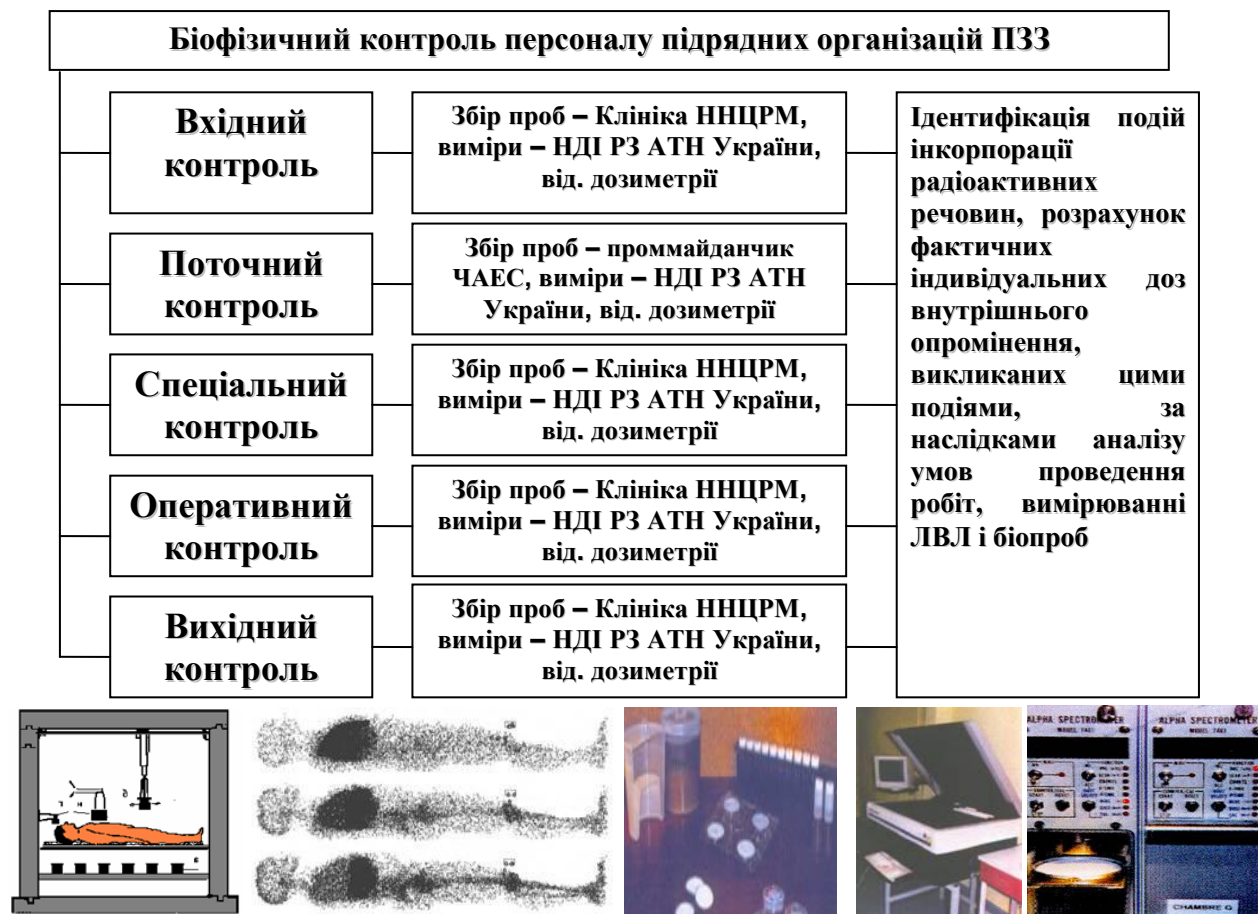 Біофізичний контроль персоналу підрядних організацій ПЗЗ
Вхідний
контроль
Збір проб – Клініка ННЦРМ,
виміри – НДІ РЗ АТН України,
від. дозиметрії
Поточний
контроль
Збір проб – проммайданчик
ЧАЕС, виміри – НДІ РЗ АТН
України, від. дозиметрії
Спеціальний
контроль
Збір проб – Клініка ННЦРМ,
виміри – НДІ РЗ АТН України,
від. дозиметрії
Оперативний
контроль
Збір проб – Клініка ННЦРМ,
виміри – НДІ РЗ АТН України,
від. дозиметрії
Вихідний
контроль
Збір проб – Клініка ННЦРМ,
виміри – НДІ РЗ АТН України,
від. дозиметрії
Ідентифікація подій
інкорпорації
радіоактивних
речовин, розрахунок
фактичних
індивідуальних доз
внутрішнього
опромінення,
викликаних цими
подіями, за
наслідками аналізу
умов проведення
робіт, вимірюванні
ЛВЛ і біопроб
ALPHA SPECTROMETER
ALPHA SPECTROMETER
CHAMBRE G